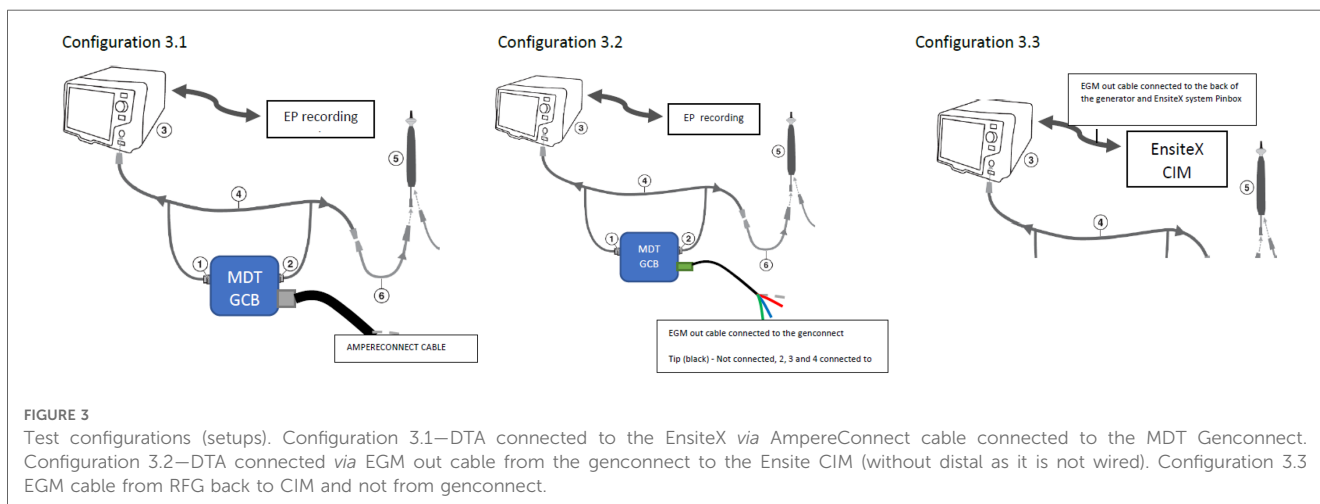 Configuration 3.1
EP recording
3
5
4
1
2
MDT
GCB
6
AMPERECONNECT CABLE
Configuration 3.2
EP recording
3
5
4
1
2
MDT
GCB
6
EGM out cable connected to the genconnect
Tip (black) - Not connected, 2, 3 and 4 connected to
Configuration 3.3
EGM out cable connected to the back of
the generator and EnsiteX system Pinbox
3
EnsiteX
CIM
5
4
FIGURE 3
Test configurations (setups). Configuration 3.1—DTA connected to the EnsiteX via AmpereConnect cable connected to the MDT Genconnect.
Configuration 3.2—DTA connected via EGM out cable from the genconnect to the Ensite CIM (without distal as it is not wired). Configuration 3.3
EGM cable from RFG back to CIM and not from genconnect.